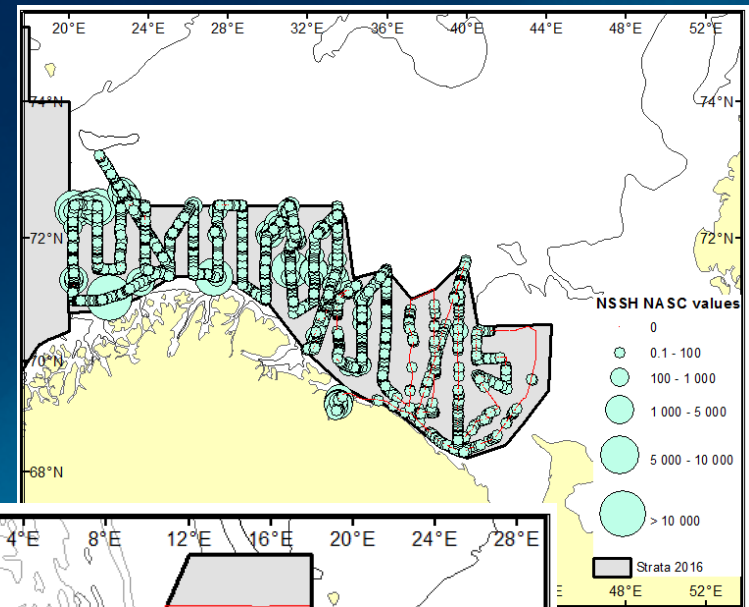 20°E 24°E 28°E 32°E 36°E 40°E 44°E 48°E 52°E
74°N 74°N
72°N 72°N
NSSH NASC values
0
0.1 - 100
70°N
100 - 1 000
1 000 - 5 000
5 000 - 10 000
68°N
> 10 000
Strata 2016
4°E 8°E 12°E 16°E 20°E 24°E 28°E
E 48°E 52°E